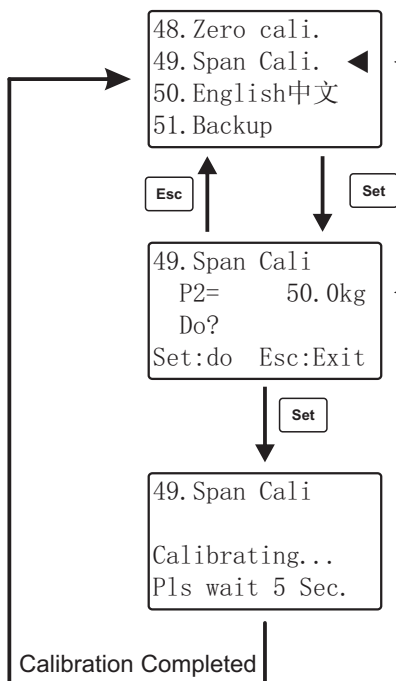 48.Zero cali.
49.Span Cali. ◀
50.English中文
51.Backup
Esc
Set
49.Span Cali
P2= 50.0kg
Do?
Set:do Esc:Exit
Set
49.Span Cali
Calibrating...
Pls wait 5 Sec.
Calibration Completed